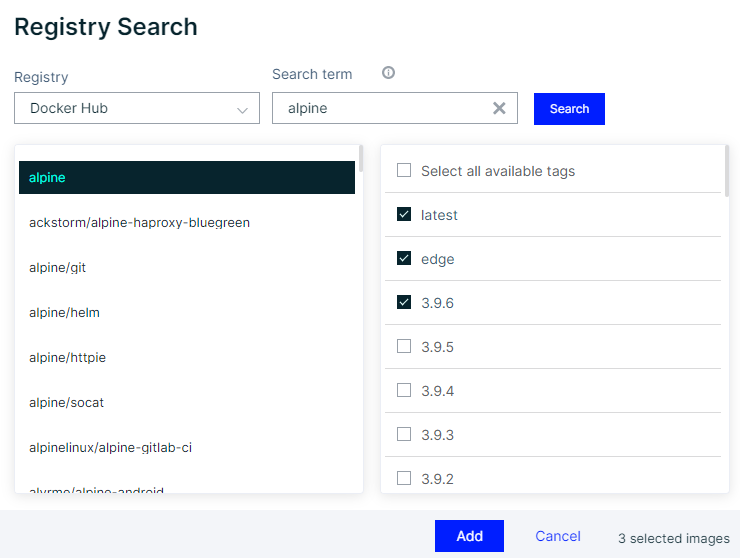 Registry Search
Registry
Search term
Docker Hub
alpine
Search
alpine
ackstorm/alpine-haproxy-bluegreen
alpine/git
alpine/helm
alpine/httpie
alpine/socat
alpinelinux/alpine-gitlab-ci
alvrme/alpine-android
Select all available tags
latest
edge
3.9.6
3.9.5
3.9.4
3.9.3
3.9.2
Add
Cancel
3 selected images